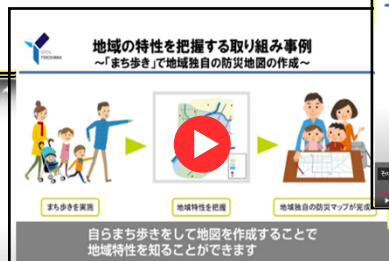 地域の特性を把握する取り組み事例
～「まち歩き」で地域独自の防災地図の作成～
まち歩きを実施
地域特性を把握
地域独自の防災マップが完成
自らまち歩きをして地図を作成することで
地域特性を知ることができます